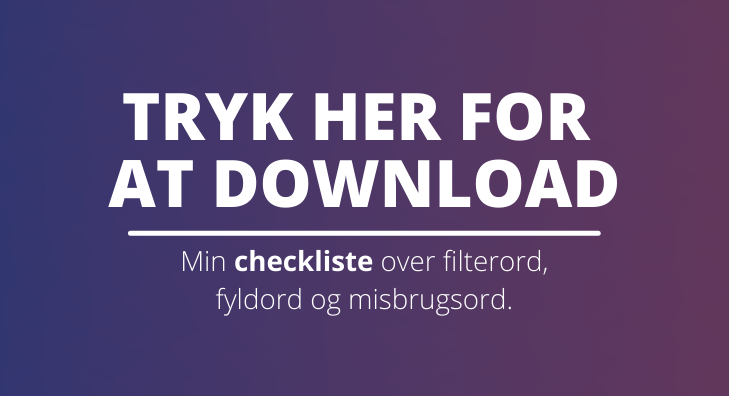 TRYK HER FOR
AT DOWNLOAD
Min checkliste over filterord,
fyldord og misbrugsord.